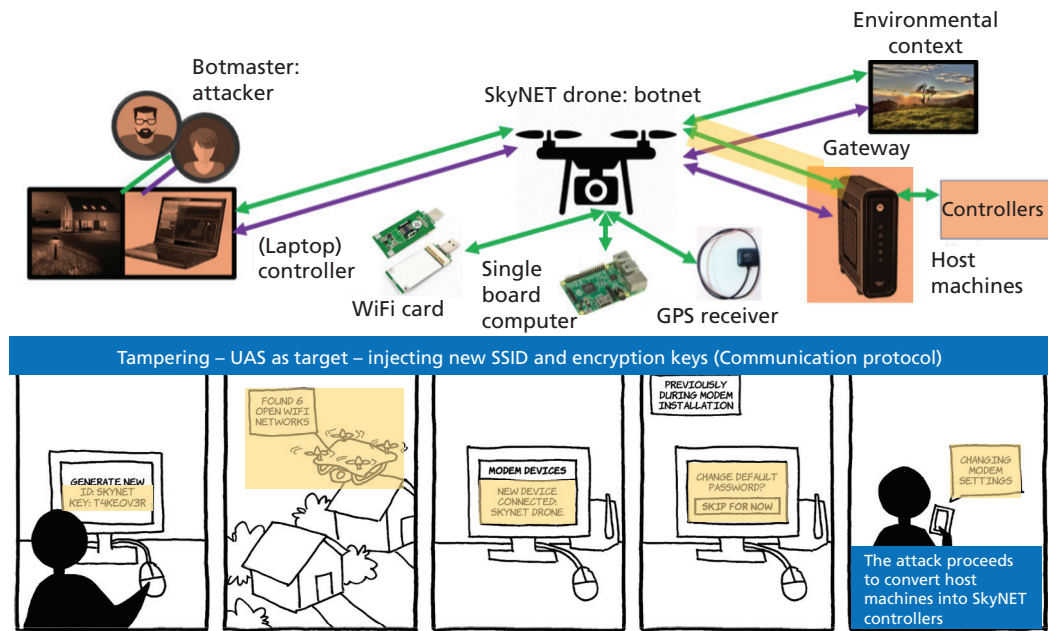 Environmental
context
Botmaster:
attacker
SkyNET drone: botnet
Gateway
Controllers
(Laptop)
controller
WiFi card
Single
board
computer
GPS receiver
Host
machines
Tampering – UAS as target – injecting new SSID and encryption keys (Communication protocol)
GENERATE NEW
ID: SKYNET
KEY: T4KEOV3R
FOUND 6
OPEN WIFI
NETWORKS
MODEM DEVICES
NEW DEVICE
CONNECTED:
SKYNET DRONE
PREVIOUSLY
DURING MODEM
INSTALLATION
CHANGE DEFAULT
PASSWORD?
SKIP FOR NOW
CHANGING
MODEM
SETTINGS
The attack proceeds
to convert host
machines into SkyNET
controllers